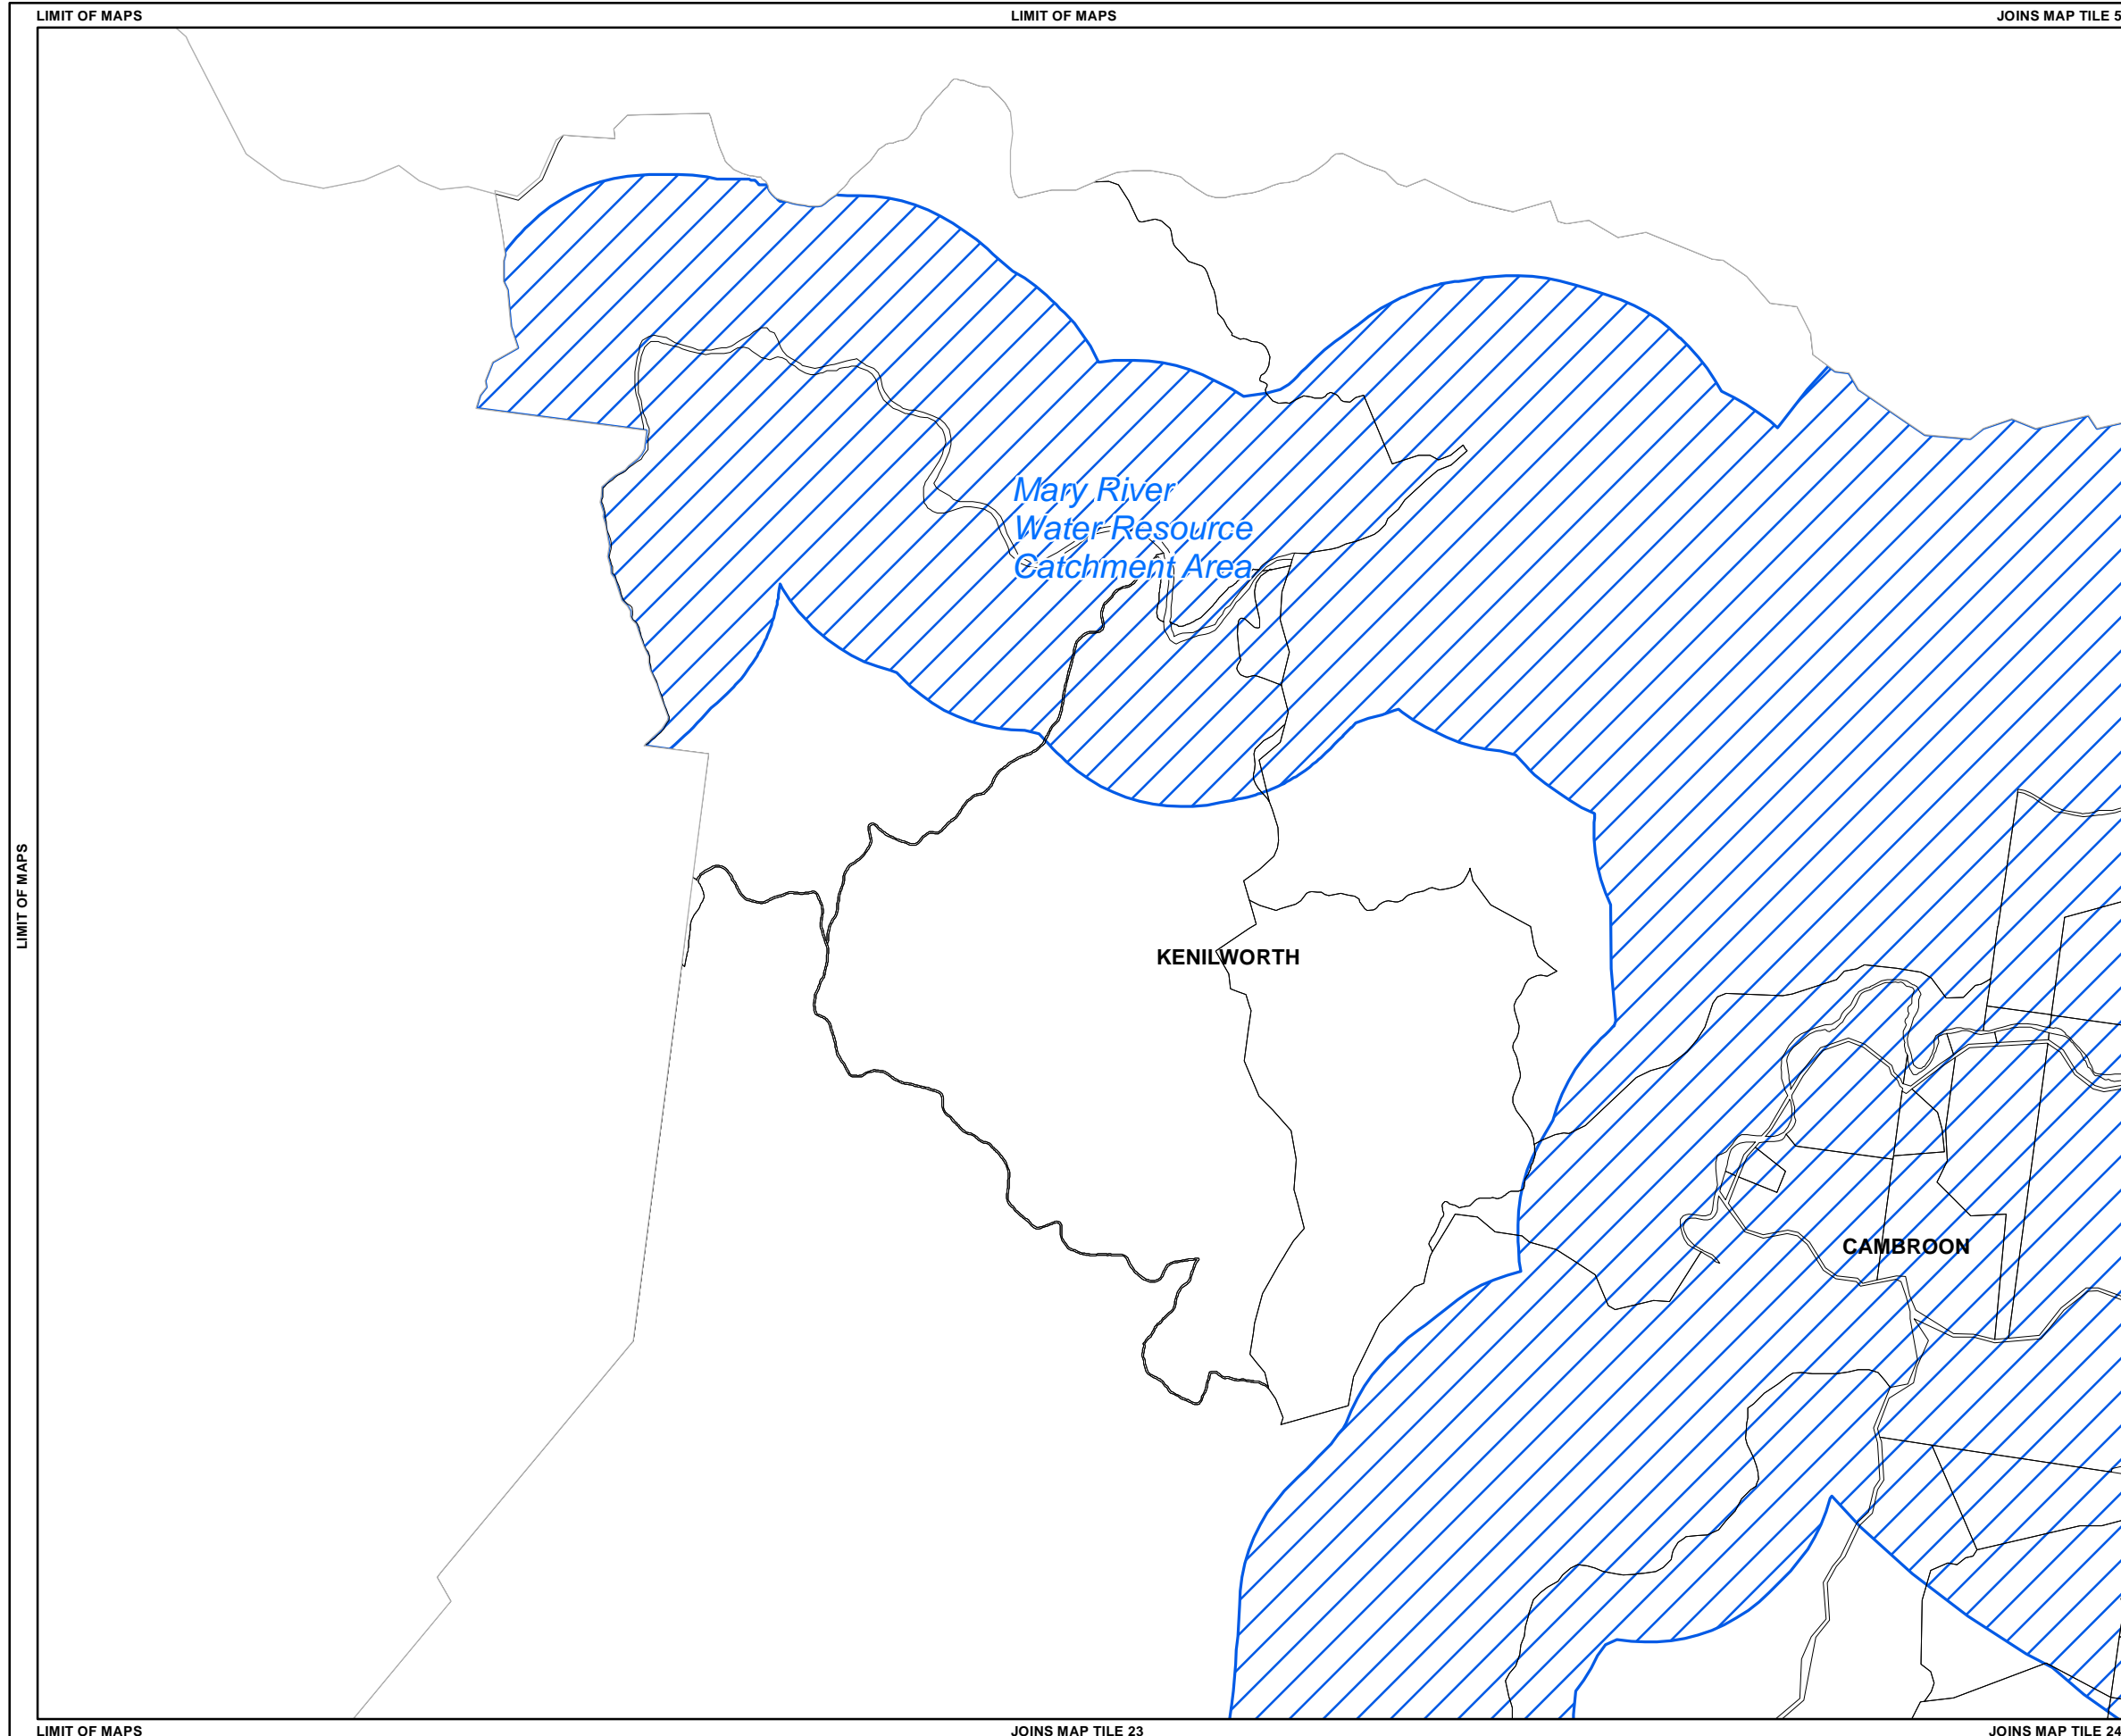 LIMIT OF MAPS
LIMIT OF MAPS
JOINS MAP TILE 5
Mary River
Water Resource
Catchment Area
LIMIT OF MAPS
KENILWORTH
CAMBROON
LIMIT OF MAPS
JOINS MAP TILE 23
JOINS MAP TILE 24